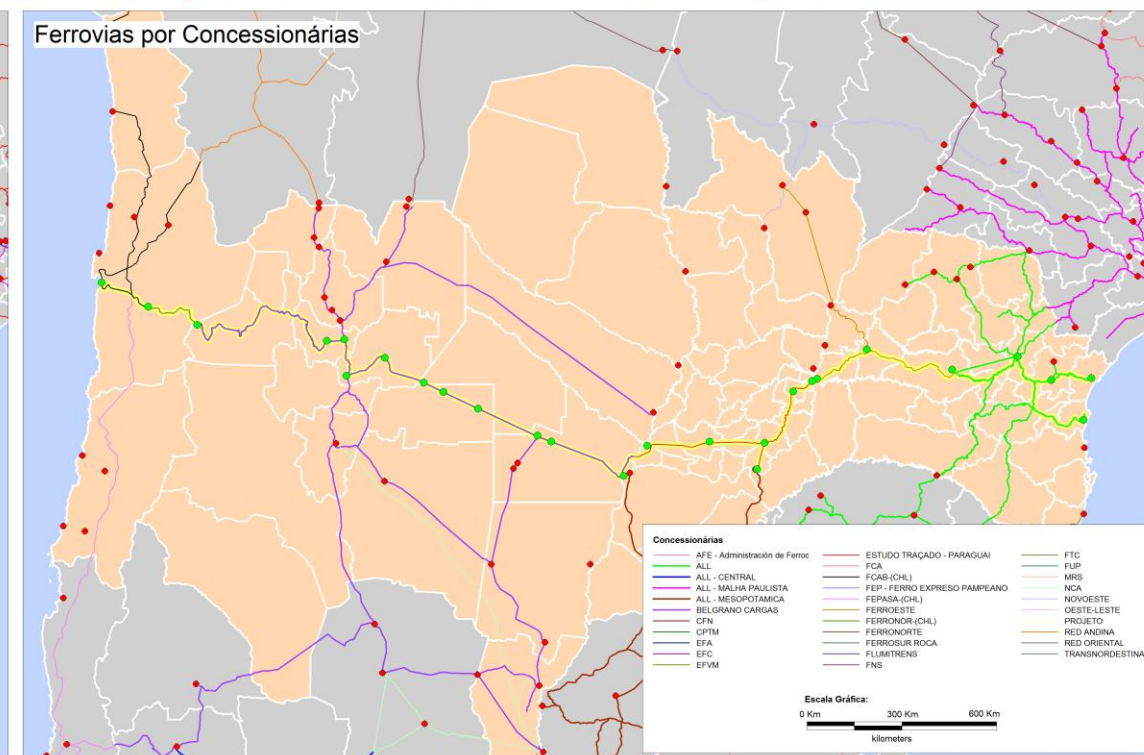 Ferrovias por Concessionárias
Concessionárias
AFE - Administración de Ferroc
ALL
ALL - CENTRAL
ALL - MALHA PAULISTA
ALL - MESOPOTAMICA
BELGRANO CARGAS
CFN
CPTM
EFA
EFC
EFVM
ESTUDO TRAÇADO - PARAGUAI
FCA
FCAB-(CHL)
FEP - FERRO EXPRESO PAMPEANO
FEPASA-(CHL)
FERROESTE
FERRONOR-(CHL)
FERRONORTE
FERROSUR ROCA
FLUMITRENS
FNS
FTC
FUP
MRS
NCA
NOVOESTE
OESTE-LESTE
PROJETO
RED ANDINA
RED ORIENTAL
TRANSNORDESTINA
Escala Gráfica:
0 Km 300 Km 600 Km
kilometers